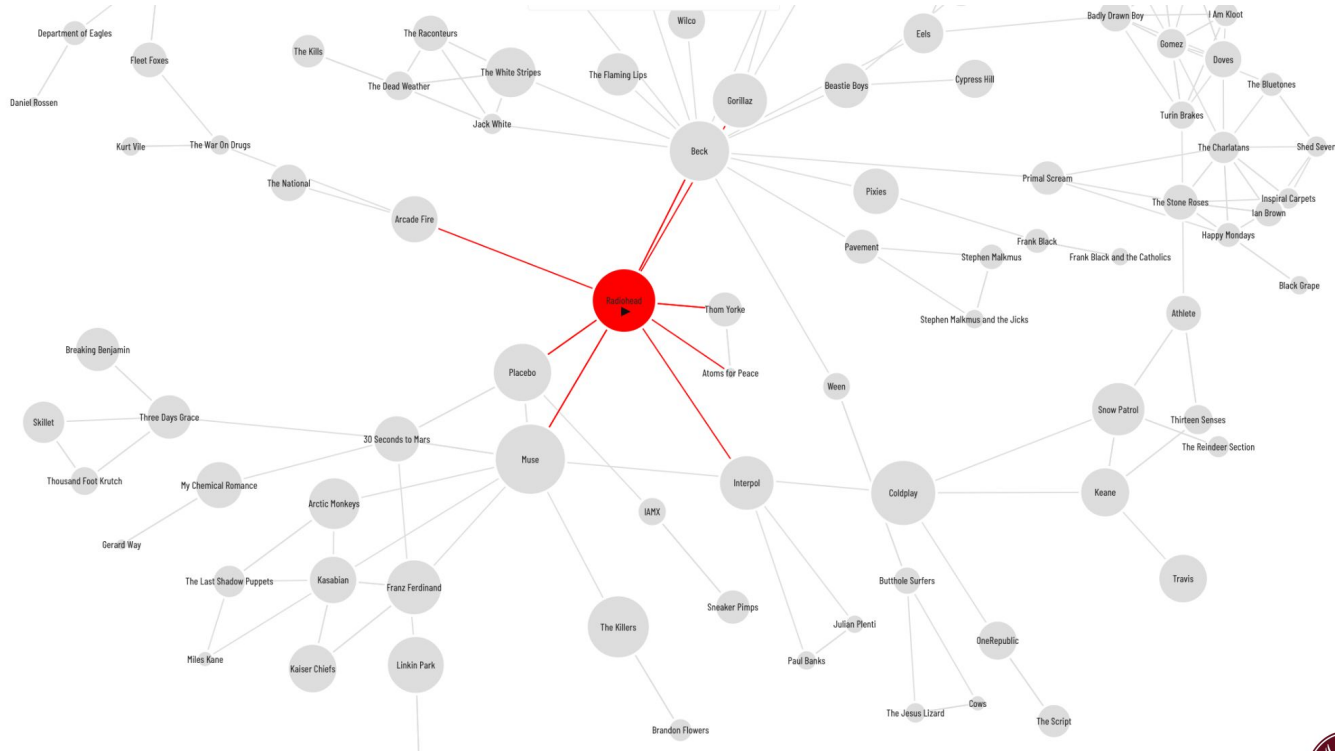 Department of Eagles
Daniel Rossen
Fleet Foxes
Kurt Vile
The War On Drugs
The Kills
The Raconteurs
The Dead Weather
The White Stripes
Jack White
The Flaming Lips
Wilco
Gorillaz
Beck
Beastie Boys
Eels
Cypress Hill
Badly Drawn Boy
I Am Kloot
Gomez
Doves
The Bluetones
Turin Brakes
The Charlatans
Shed Seven
Primal Scream
The Stone Roses
Inspiral Carpets
Ian Brown
Happy Mondays
Black Grape
The National
Arcade Fire
Pixies
Pavement
Stephen Malkmus
Frank Black
Frank Black and the Catholics
Stephen Malkmus and the Jicks
Radiohead
Thom Yorke
Atoms for Peace
Athlete
Breaking Benjamin
Skillet
Three Days Grace
Thousand Foot Krutch
Placebo
30 Seconds to Mars
Muse
My Chemical Romance
Gerard Way
Arctic Monkeys
Interpol
IAMX
Ween
Coldplay
Snow Patrol
Thirteen Senses
The Reindeer Section
Keane
Travis
The Last Shadow Puppets
Kasabian
Franz Ferdinand
Miles Kane
Kaiser Chiefs
Linkin Park
The Killers
Sneaker Pimps
Julian Plenti
Paul Banks
Brandon Flowers
Butthole Surfers
OneRepublic
The Jesus Lizard
Cows
The Script